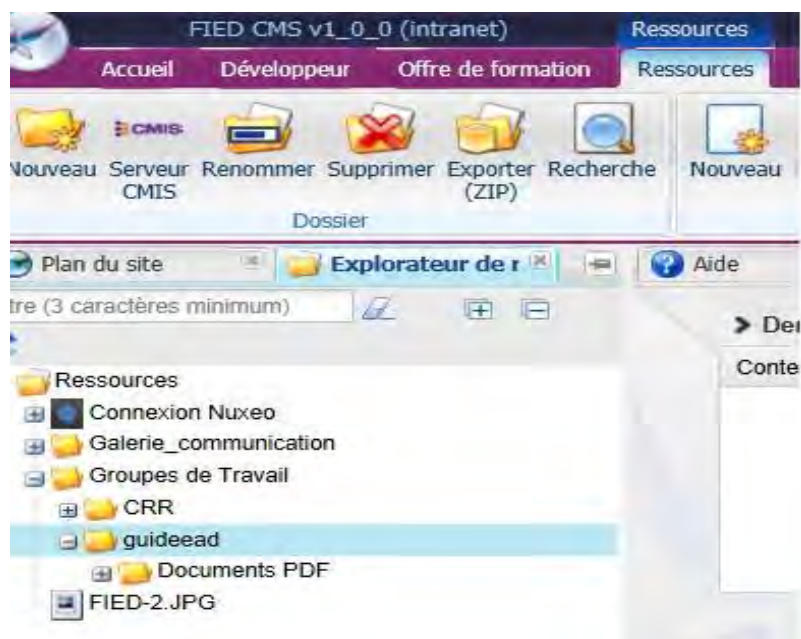 FIED CMS v1_0_0 (intranet) Ressources
Accueil Développeur Offre de formation Ressources
CMIS
Nouveau Serveur CMIS Renommer Supprimer Exporter (ZIP) Recherche Nouveau
Dossier
Plan du site Explorateur de r Aide
tre (3 caractères minimum)
Der
Conte
Ressources
Connexion Nuxeo
Galerie_communication
Groupes de Travail
CRR
guideead
Documents PDF
FIED-2.JPG